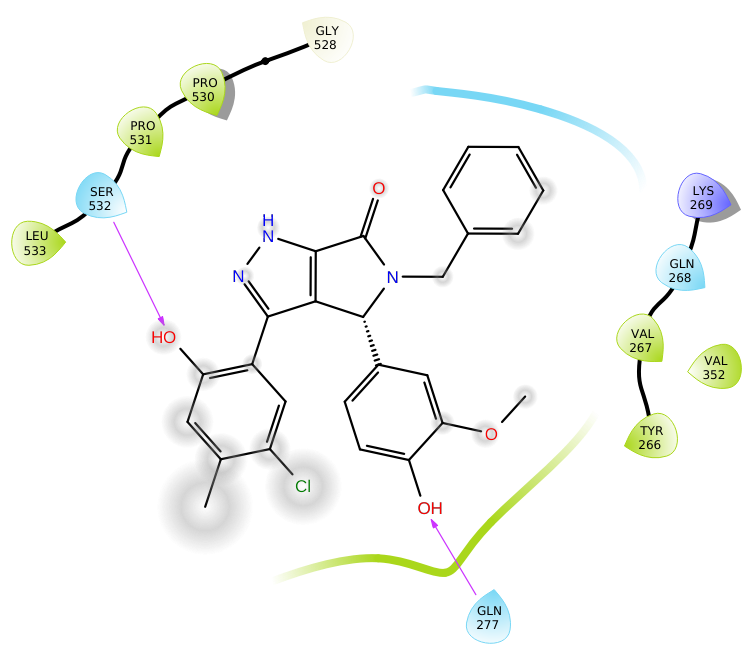 GLY
528
PRO
530
PRO
531
SER
532
LEU
533
O
H
N
N
N
HO
Cl
O
OH
LYS
269
GLN
268
VAL
267
VAL
352
TYR
266
GLN
277